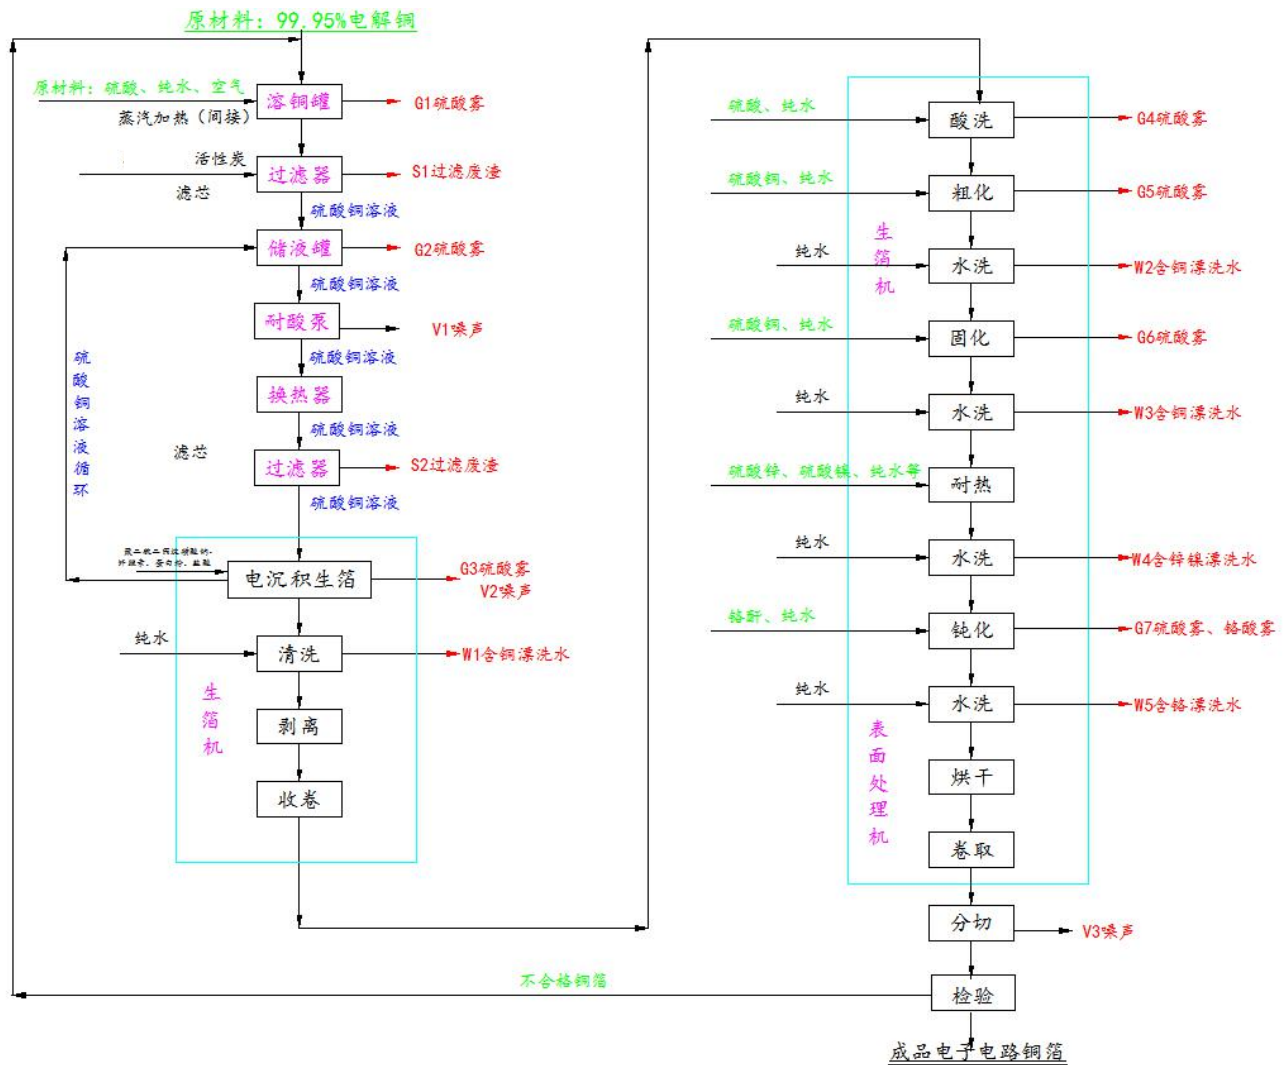 原材料：99.95%电解铜
原材料：硫酸、纯水、空气
溶铜罐
G1硫酸雾
蒸汽加热（间接）
活性炭
过滤器
S1过滤废渣
滤芯
硫酸铜溶液
储液罐
G2硫酸雾
硫酸铜溶液
耐酸泵
V1噪声
硫酸铜溶液
换热器
硫酸铜溶液循环
硫酸铜溶液
滤芯
过滤器
S2过滤废渣
硫酸铜溶液
电沉积生箔
G3硫酸雾
V2噪声
纯水
清洗
W1含铜漂洗水
生箔机
剥离
收卷
硫酸、纯水
酸洗
G4硫酸雾
硫酸铜、纯水
粗化
G5硫酸雾
生箔机
纯水
水洗
W2含铜漂洗水
硫酸铜、纯水
固化
G6硫酸雾
纯水
水洗
W3含铜漂洗水
硫酸锌、硫酸镍、纯水等
耐热
纯水
水洗
W4含锌镍漂洗水
铬酐、纯水
钝化
G7硫酸雾、铬酸雾
纯水
水洗
W5含铬漂洗水
表面处理机
烘干
卷取
分切
V3噪声
不合格铜箔
检验
成品电子电路铜箔